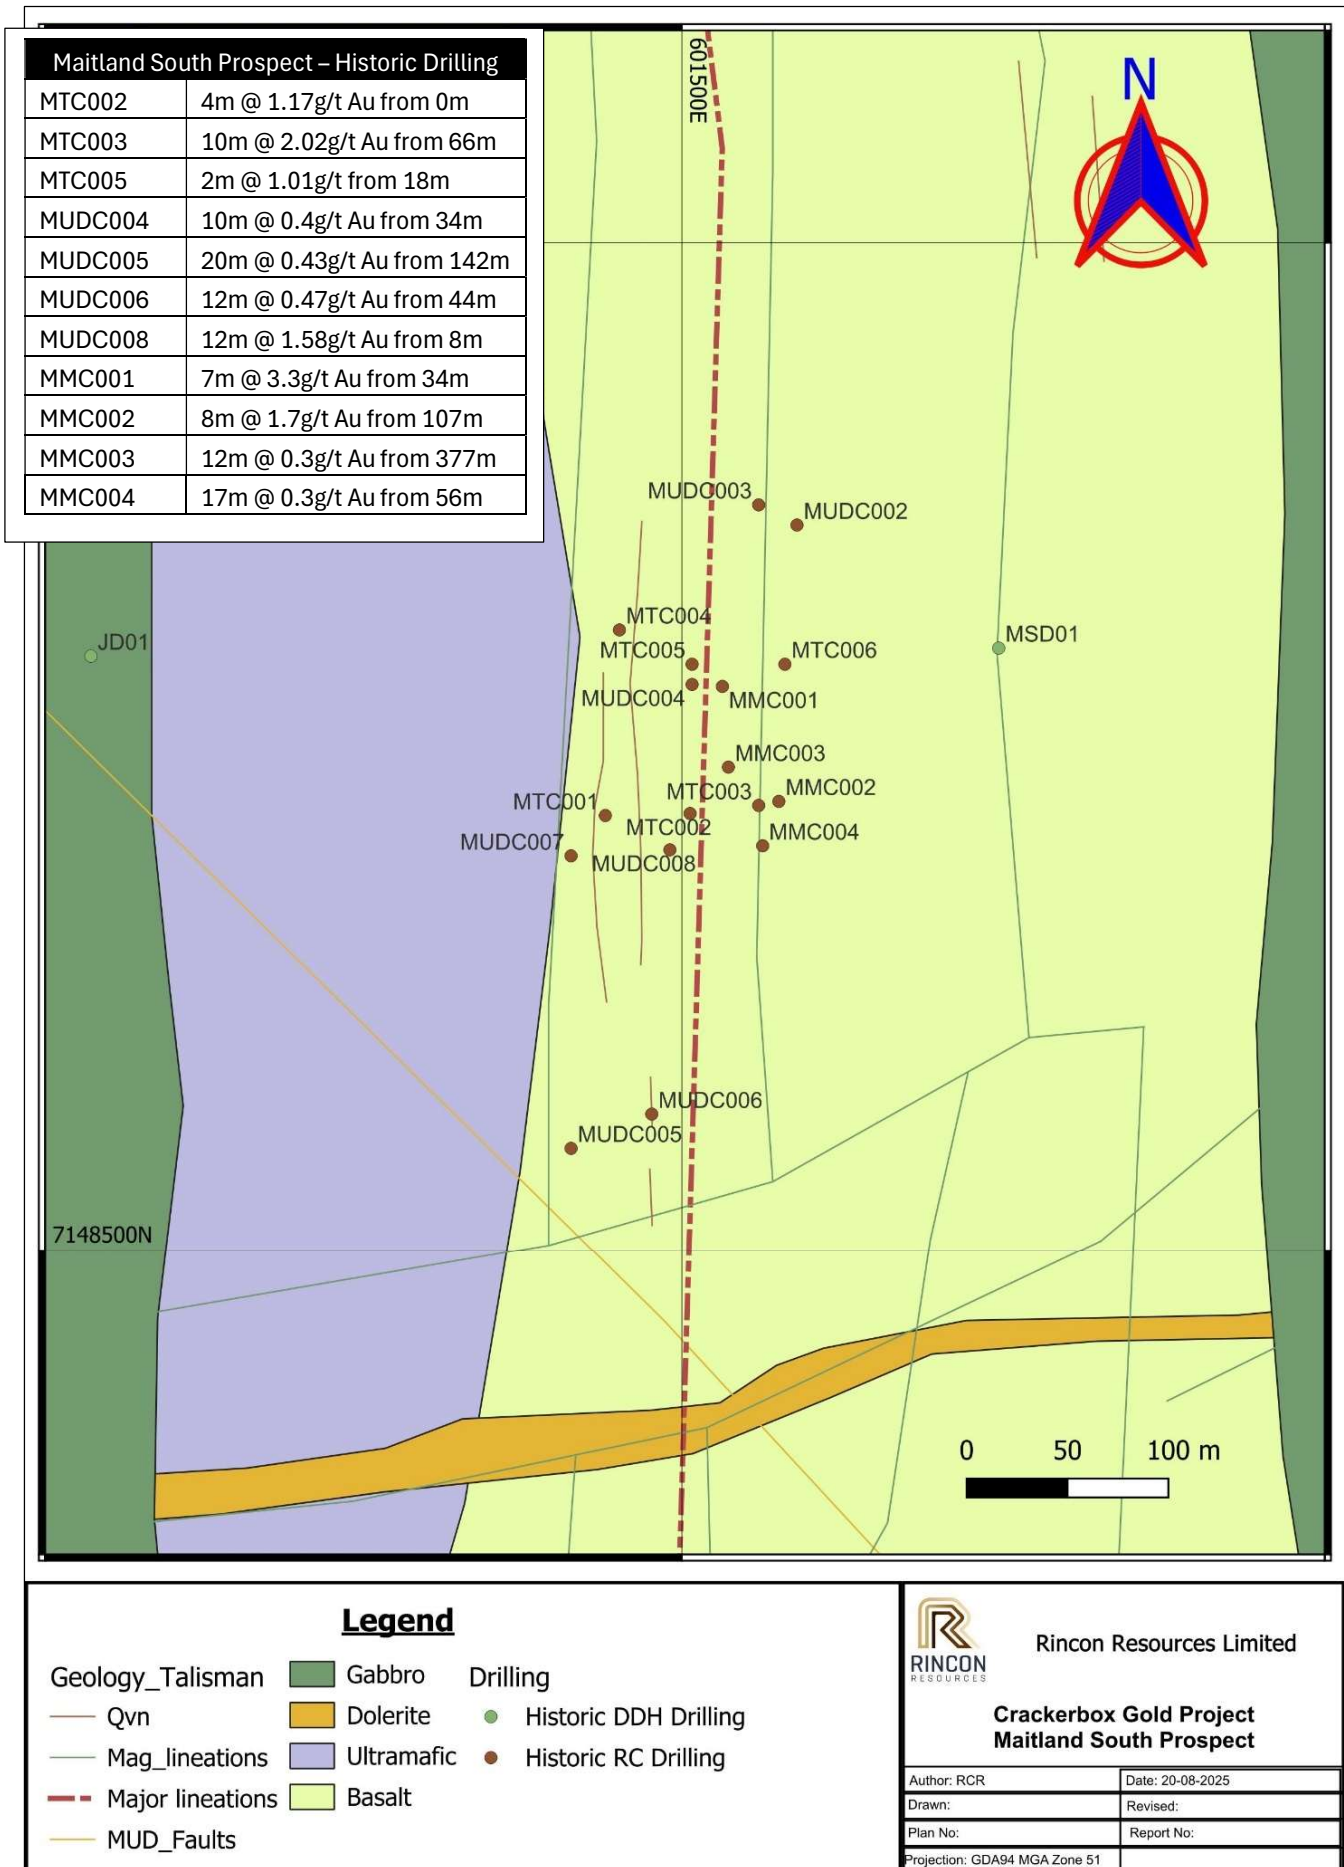 Maitland South Prospect – Historic Drilling
MTC002 4m @ 1.17g/t Au from 0m
MTC003 10m @ 2.02g/t Au from 66m
MTC005 2m @ 1.01g/t from 18m
MUDC004 10m @ 0.4g/t Au from 34m
MUDC005 20m @ 0.43g/t Au from 142m
MUDC006 12m @ 0.47g/t Au from 44m
MUDC008 12m @ 1.58g/t Au from 8m
MMC001 7m @ 3.3g/t Au from 34m
MMC002 8m @ 1.7g/t Au from 107m
MMC003 12m @ 0.3g/t Au from 377m
MMC004 17m @ 0.3g/t Au from 56m
601500E
N
MUDC003
MUDC002
MTC004
JD01
MTC005
MTC006
MSD01
MUDC004
MMC001
MMC003
MTC003
MMC002
MTC001
MTC002
MMC004
MUDC007
MUDC008
MUDC006
MUDC005
7148500N
0 50 100 m
Legend
Geology_Talisman
Qvn
Mag_lineations
Major lineations
MUD_Faults
Gabbro
Dolerite
Ultramafic
Basalt
Drilling
Historic DDH Drilling
Historic RC Drilling
RINCON
RESOURCES
Rincon Resources Limited
Crackerbox Gold Project
Maitland South Prospect
Author: RCR
Date: 20-08-2025
Drawn:
Revised:
Plan No:
Report No:
Projection: GDA94 MGA Zone 51